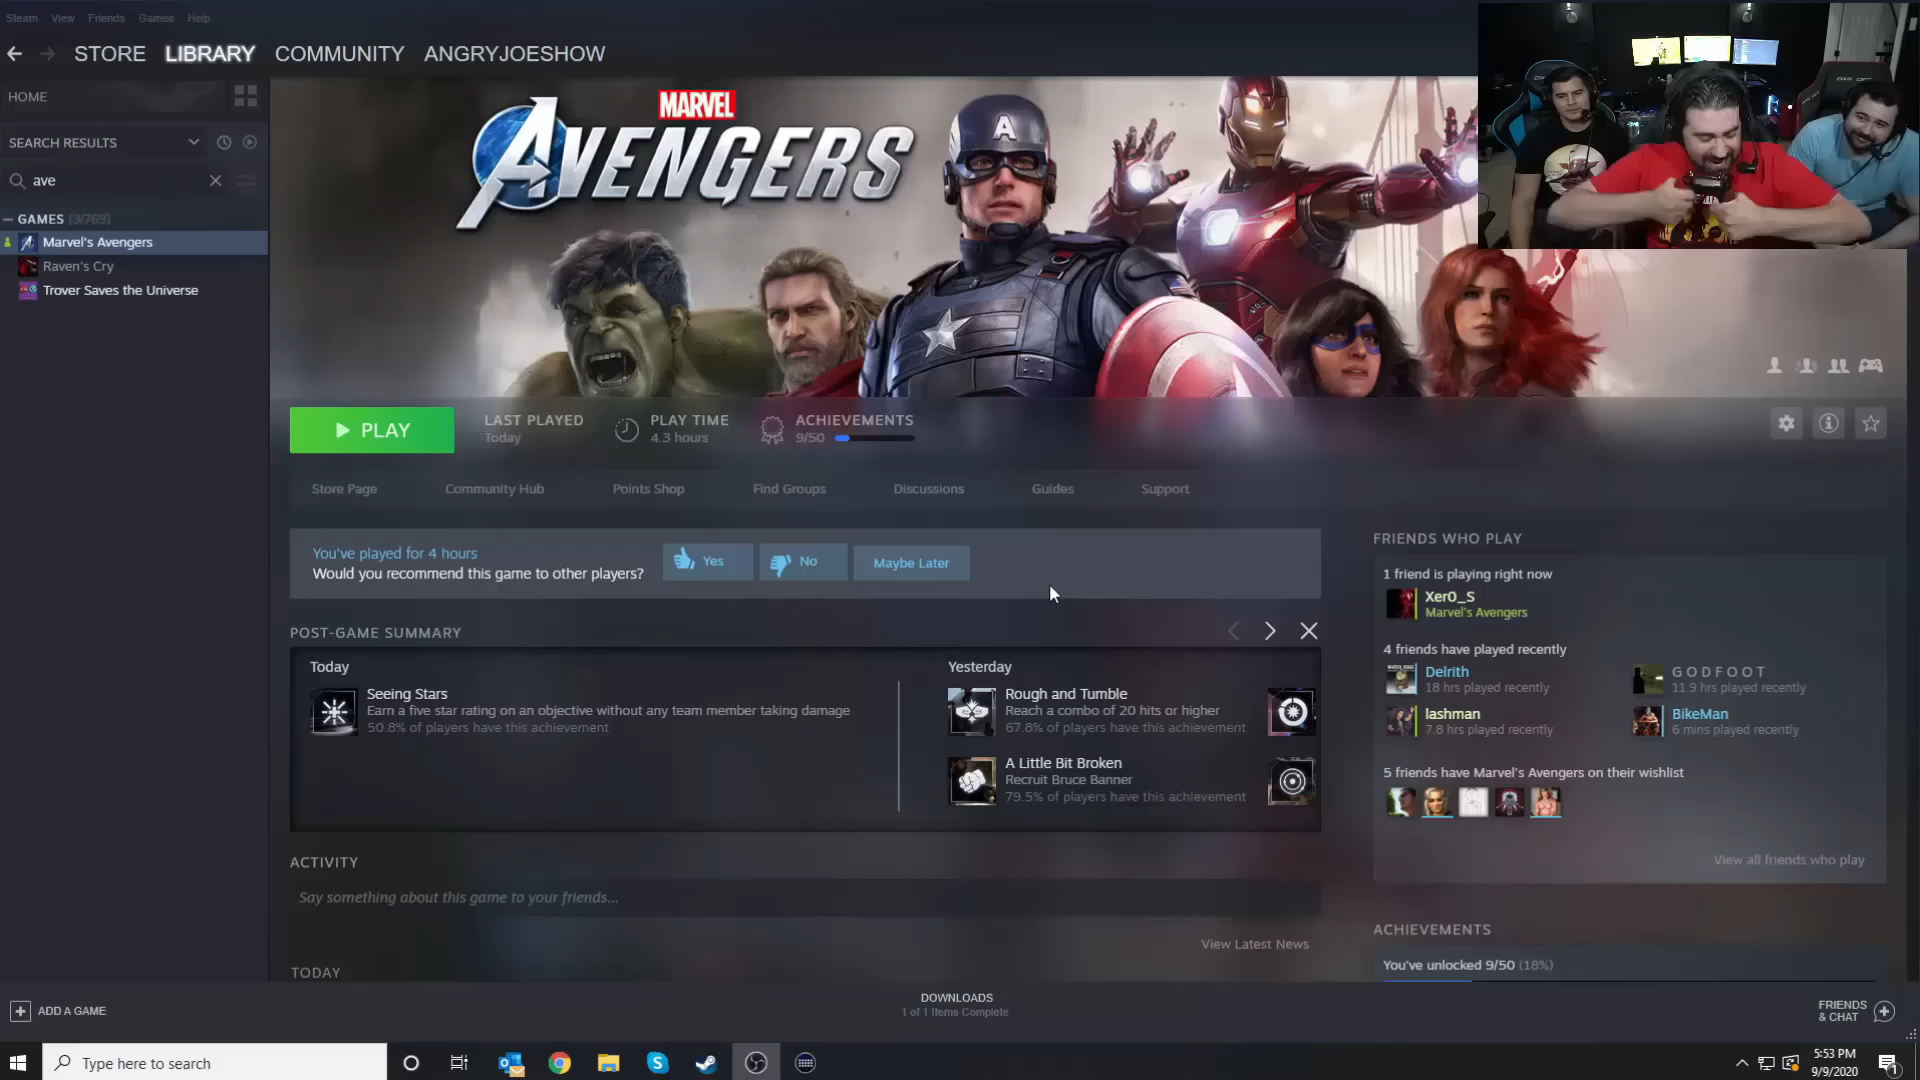 Steam View Friends Games Help
STORE LIBRARY COMMUNITY ANGRYJOESHOW
HOME
SEARCH RESULTS
ave
GAMES (3/769)
Marvel's Avengers
Raven's Cry
Trover Saves the Universe
MARVEL
AVENGERS
PLAY
LAST PLAYED
Today
PLAY TIME
4.3 hours
ACHIEVEMENTS
9/50
Store Page Community Hub Points Shop Find Groups Discussions Guides Support
You've played for 4 hours
Would you recommend this game to other players?
Yes No Maybe Later
POST-GAME SUMMARY
Today
Seeing Stars
Earn a five star rating on an objective without any team member taking damage
50.8% of players have this achievement
Yesterday
Rough and Tumble
Reach a combo of 20 hits or higher
67.8% of players have this achievement
A Little Bit Broken
Recruit Bruce Banner
79.5% of players have this achievement
ACTIVITY
Say something about this game to your friends...
View Latest News
TODAY
FRIENDS WHO PLAY
1 friend is playing right now
Xer0_S
Marvel's Avengers
4 friends have played recently
Delrith
18 hrs played recently
G O D F O O T
11.9 hrs played recently
lashman
7.8 hrs played recently
BikeMan
6 mins played recently
5 friends have Marvel's Avengers on their wishlist
View all friends who play
ACHIEVEMENTS
You've unlocked 9/50 (18%)
ADD A GAME
DOWNLOADS
1 of 1 Items Complete
FRIENDS
& CHAT
Type here to search
5:53 PM
9/9/2020